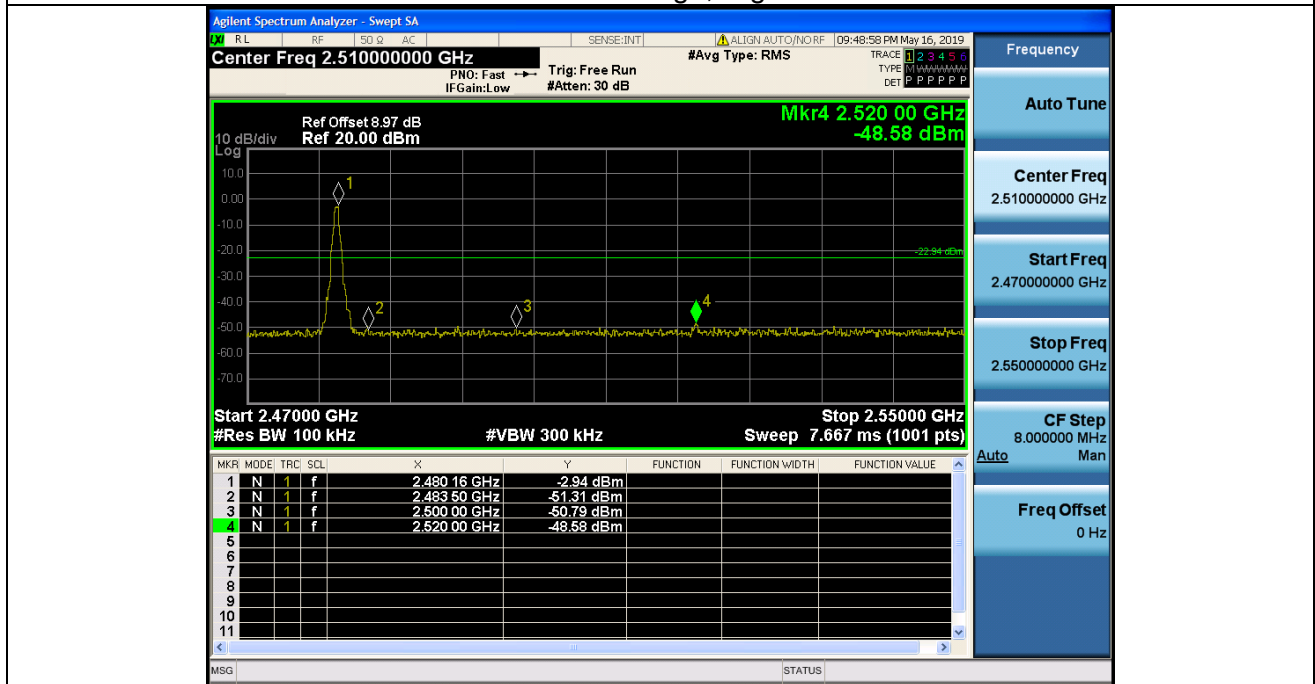 Agilent Spectrum Analyzer - Swept SA
LXI RL RF 50 Ω AC SENSE:INT ALIGN AUTO/NO RF 09:48:58 PM May 16, 2019
Center Freq 2.510000000 GHz #Avg Type: RMS TRACE 1 2 3 4 5 6
PNO: Fast Trig: Free Run TYPE M WWWWW
IFGain:Low #Atten: 30 dB DET P P P P P P
Mkr4 2.520 00 GHz
-48.58 dBm
Ref Offset 8.97 dB
10 dB/div Ref 20.00 dBm
Log
10.0
0.00
-10.0
-20.0
-30.0
-40.0
-50.0
-60.0
-70.0
1
2
3
4
-22.94 dBm
Start 2.47000 GHz Stop 2.55000 GHz
#Res BW 100 kHz #VBW 300 kHz Sweep 7.667 ms (1001 pts)
MKR MODE TRC SCL X Y FUNCTION FUNCTION WIDTH FUNCTION VALUE
1 N 1 f 2.480 16 GHz -2.94 dBm
2 N 1 f 2.483 50 GHz -51.31 dBm
3 N 1 f 2.500 00 GHz -50.79 dBm
4 N 1 f 2.520 00 GHz -48.58 dBm
5
6
7
8
9
10
11
MSG STATUS
Frequency
Auto Tune
Center Freq
2.510000000 GHz
Start Freq
2.470000000 GHz
Stop Freq
2.550000000 GHz
CF Step
8.000000 MHz
Auto Man
Freq Offset
0 Hz